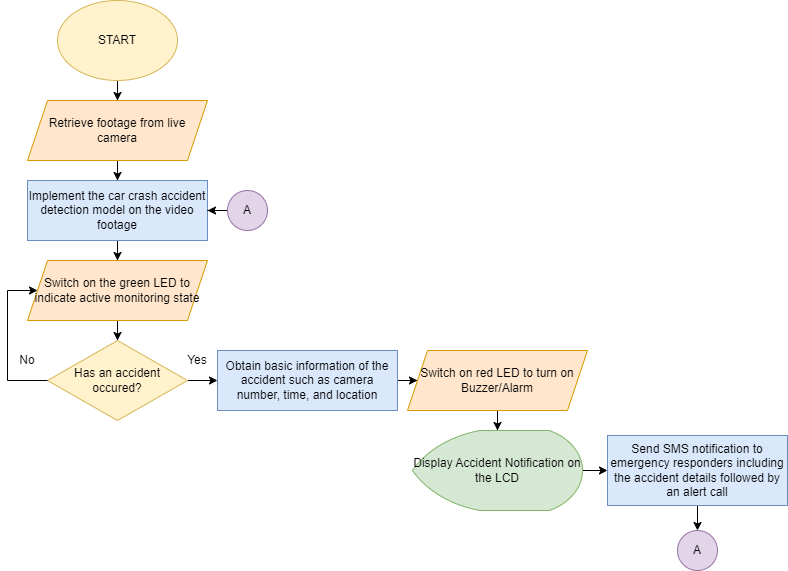 START
Retrieve footage from live
camera
Implement the car crash accident
detection model on the video
footage
A
Switch on the green LED to
indicate active monitoring state
No
Has an accident
occured?
Yes
Obtain basic information of the
accident such as camera
number, time, and location
Switch on red LED to turn on
Buzzer/Alarm
Display Accident Notification on
the LCD
Send SMS notification to
emergency responders including
the accident details followed by
an alert call
A